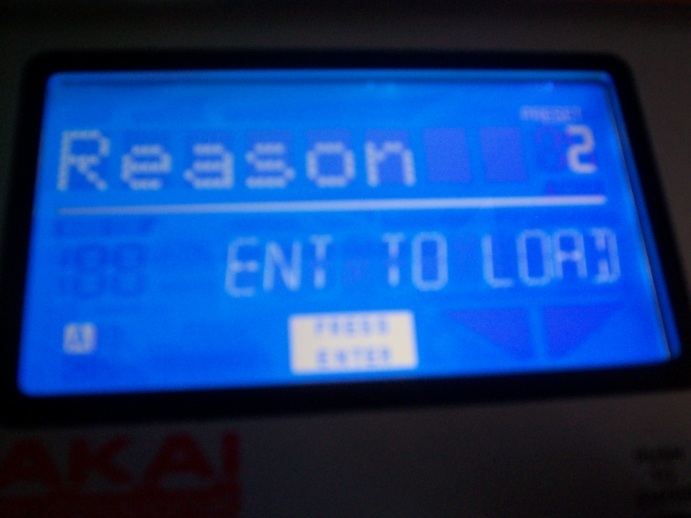 PRESET
Reason 2
ENT TO LOAD
A
PRESS
ENTER
AKAI